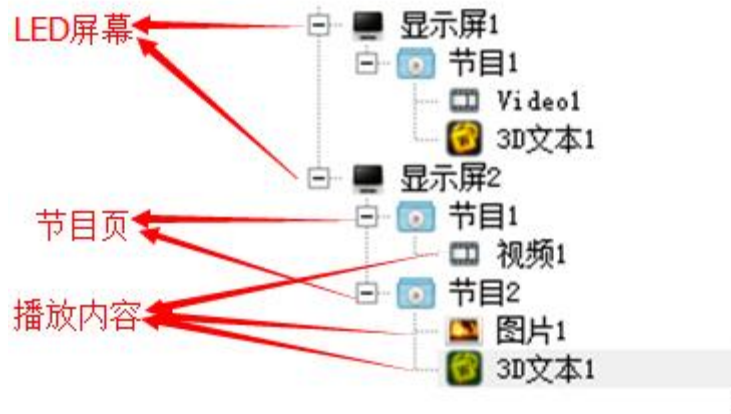 LED屏幕
显示屏1
节目1
Video1
3D文本1
显示屏2
节目页
节目1
视频1
播放内容
节目2
图片1
3D文本1